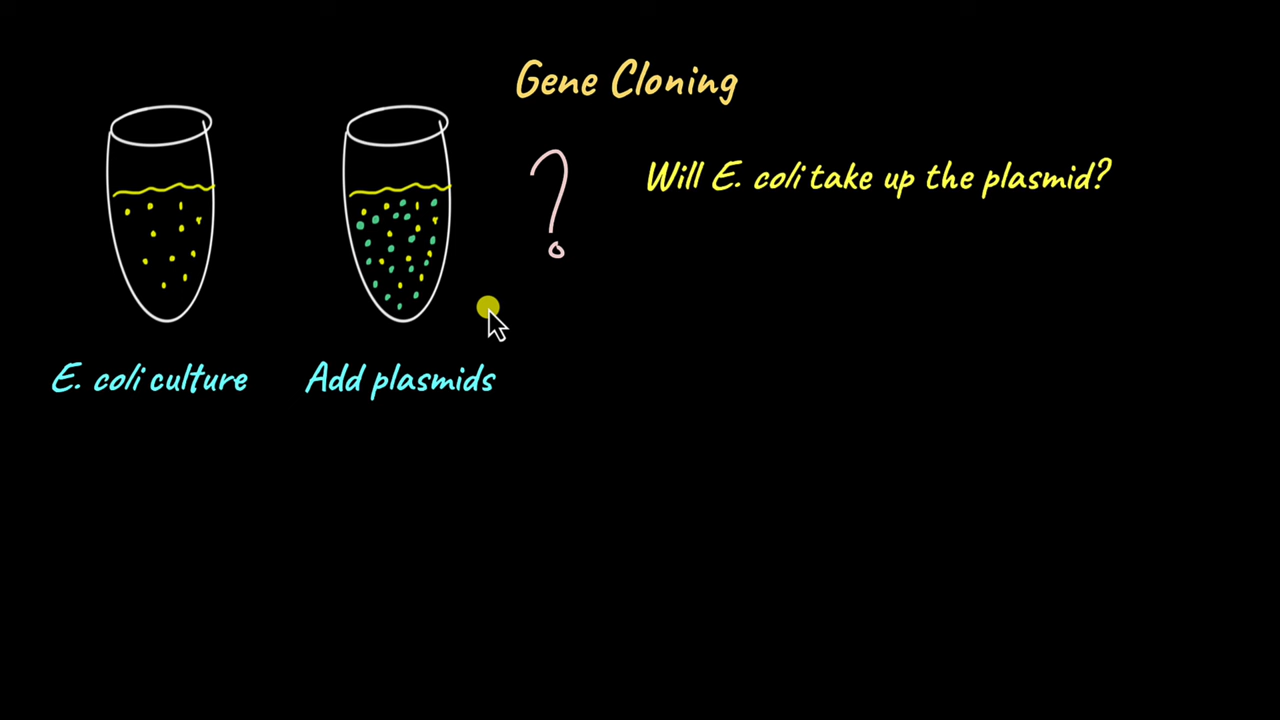 Gene Cloning
?
Will E. coli take up the plasmid?
E. coli culture
Add plasmids